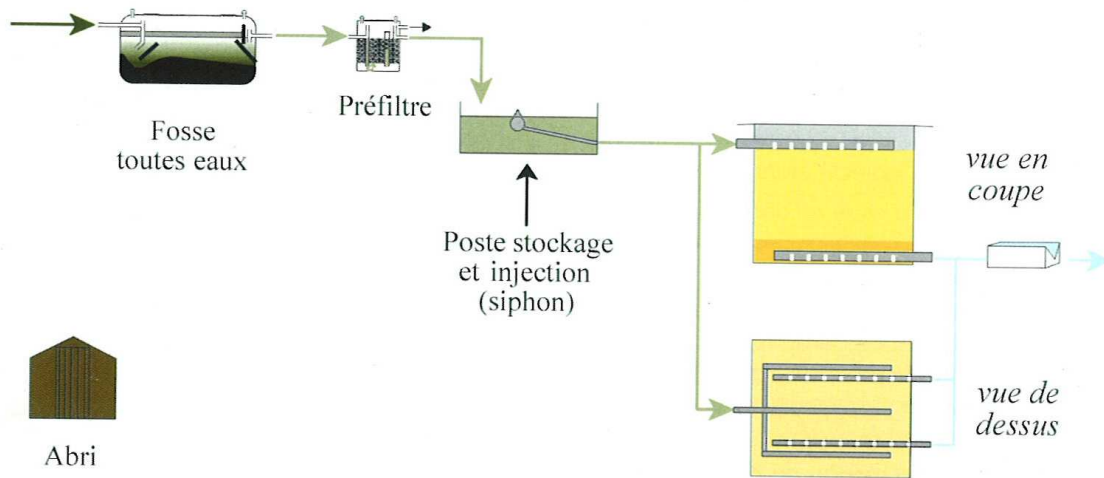 Fosse
toutes eaux
Préfiltre
Poste stockage
et injection
(siphon)
vue en
coupe
vue de
dessus
Abri